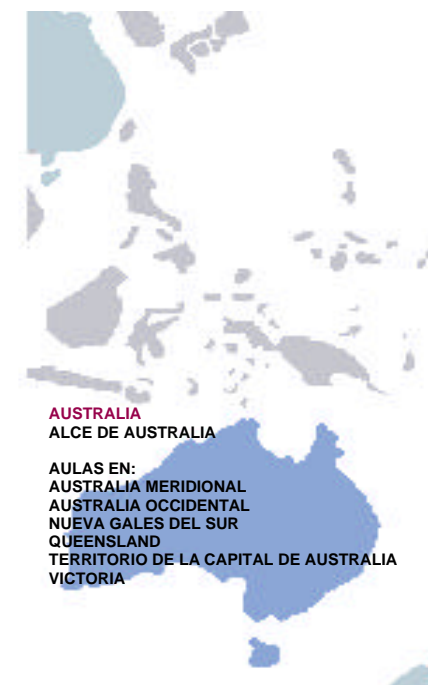 AUSTRALIA
ALCE DE AUSTRALIA
AULAS EN:
AUSTRALIA MERIDIONAL
AUSTRALIA OCCIDENTAL
NUEVA GALES DEL SUR
QUEENSLAND
TERRITORIO DE LA CAPITAL DE AUSTRALIA
VICTORIA